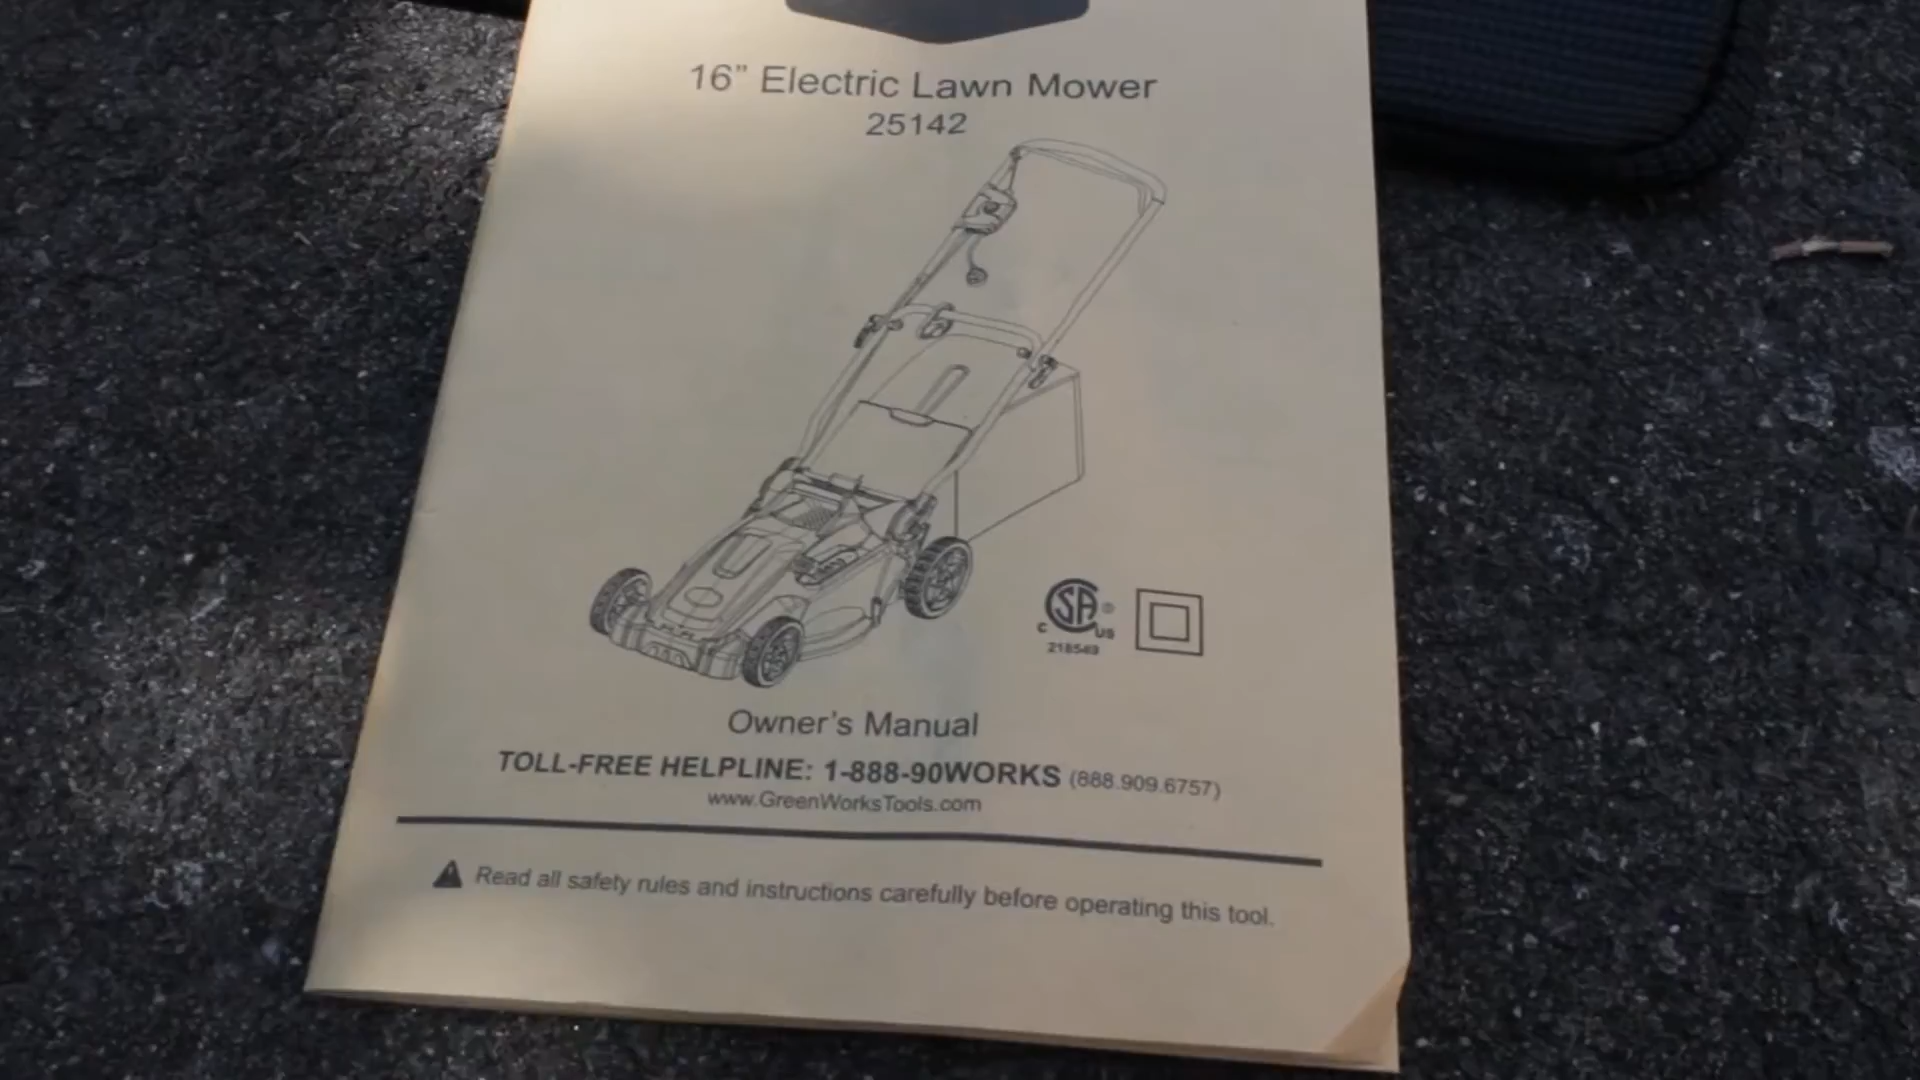 16” Electric Lawn Mower
25142
C SA ® US
218549
Owner's Manual
TOLL-FREE HELPLINE: 1-888-90WORKS (888.909.6757)
www.GreenWorksTools.com
Read all safety rules and instructions carefully before operating this tool.